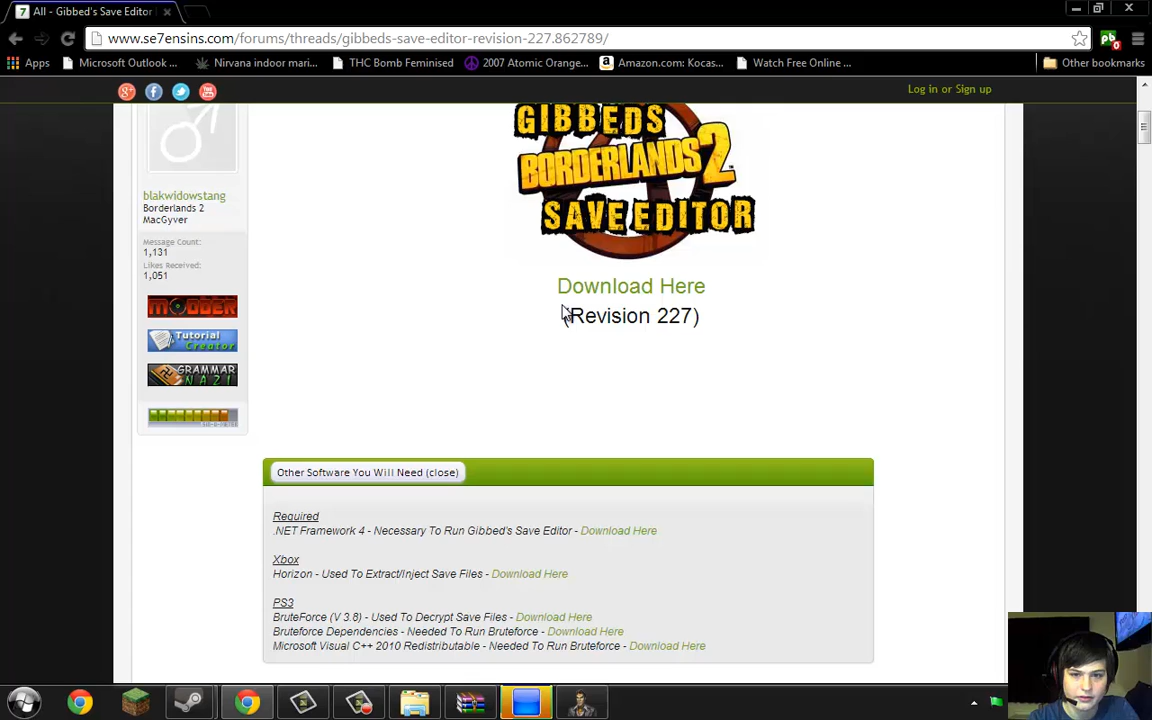 All - Gibbed's Save Editor
www.se7ensins.com/forums/threads/gibbeds-save-editor-revision-227.862789/
Apps Microsoft Outlook ... Nirvana indoor mari... THC Bomb Feminised 2007 Atomic Orange... Amazon.com: Kocas... Watch Free Online ... Other bookmarks
Log in or Sign up
GIBBEDS
BORDERLANDS 2
SAVE EDITOR
Download Here
(Revision 227)
blakwidowstang
Borderlands 2
MacGyver
Message Count:
1,131
Likes Received:
1,051
MODDER
Tutorial
Creator
GRAMMAR
NAZI
Other Software You Will Need (close)
Required
.NET Framework 4 - Necessary To Run Gibbed's Save Editor - Download Here
Xbox
Horizon - Used To Extract/Inject Save Files - Download Here
PS3
BruteForce (V 3.8) - Used To Decrypt Save Files - Download Here
Bruteforce Dependencies - Needed To Run Bruteforce - Download Here
Microsoft Visual C++ 2010 Redistributable - Needed To Run Bruteforce - Download Here